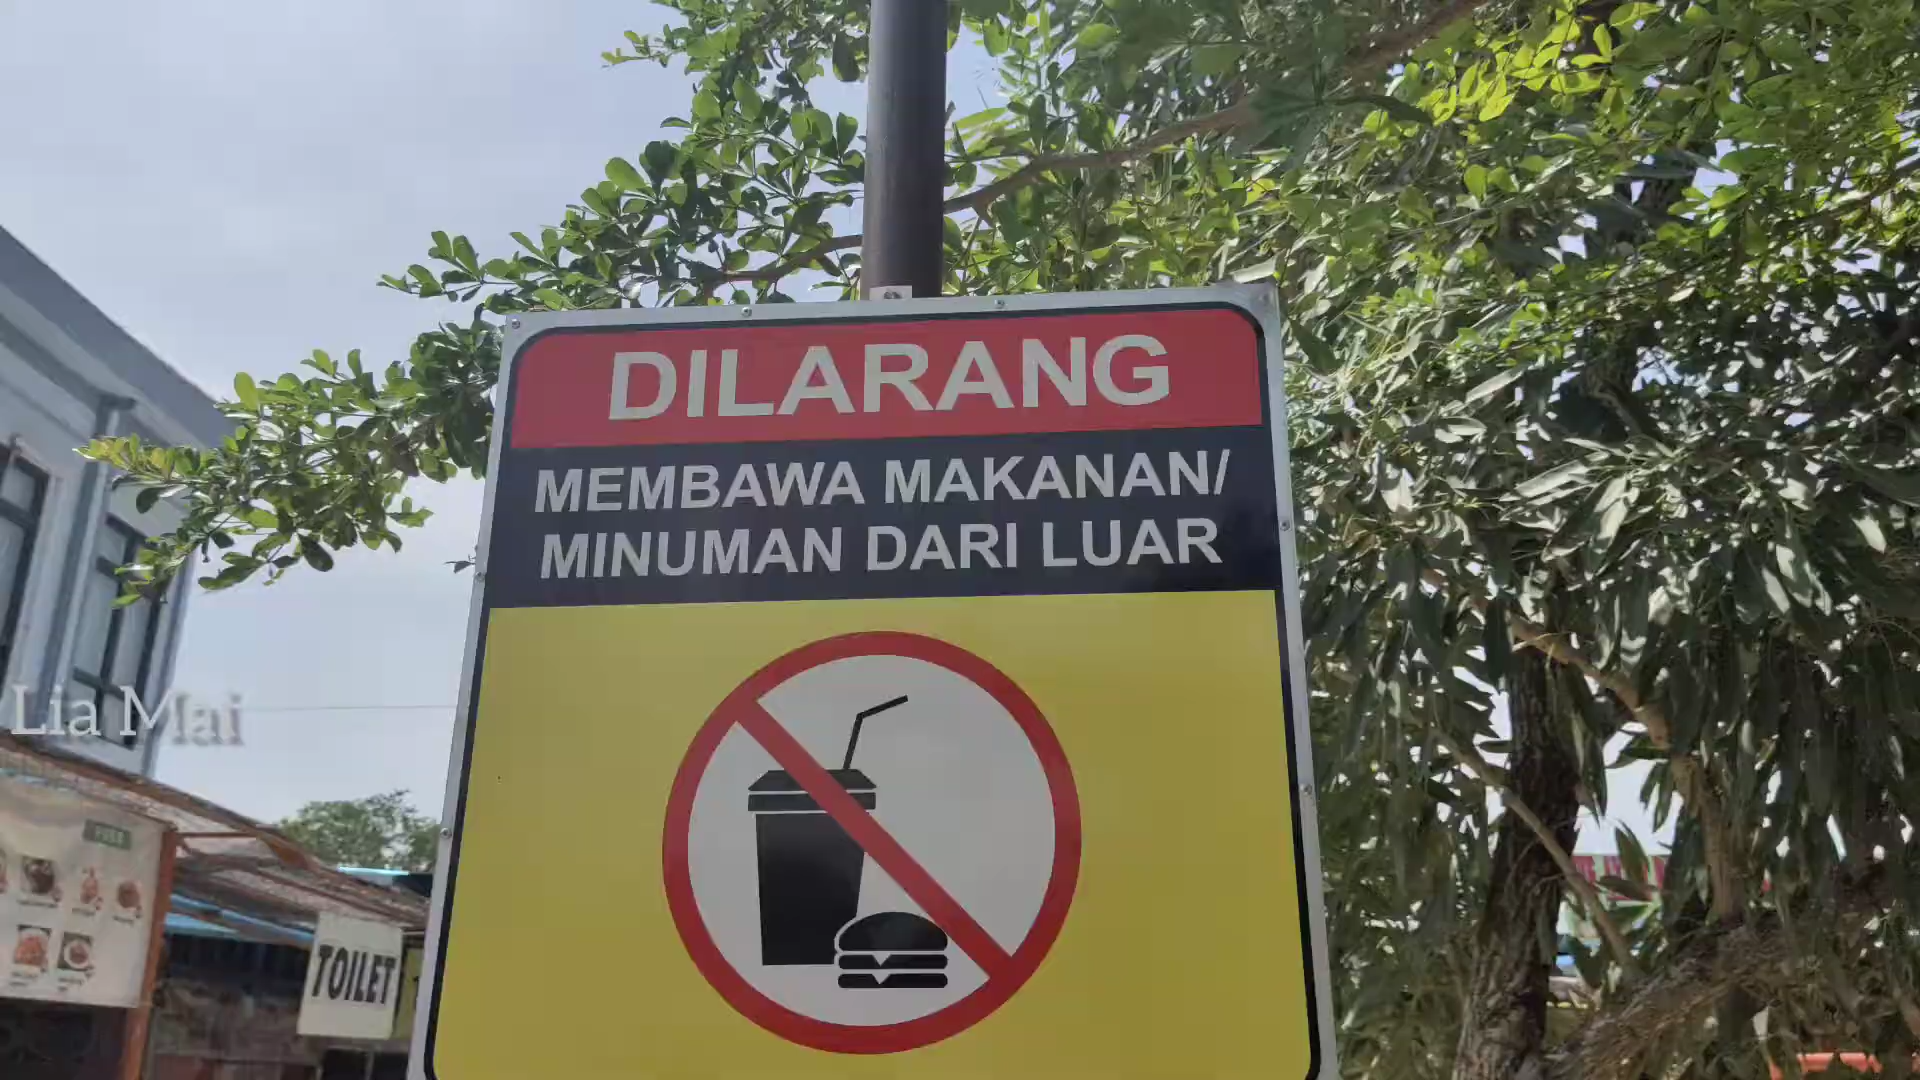 DILARANG
MEMBAWA MAKANAN/
MINUMAN DARI LUAR
Lia Mai
TOILET